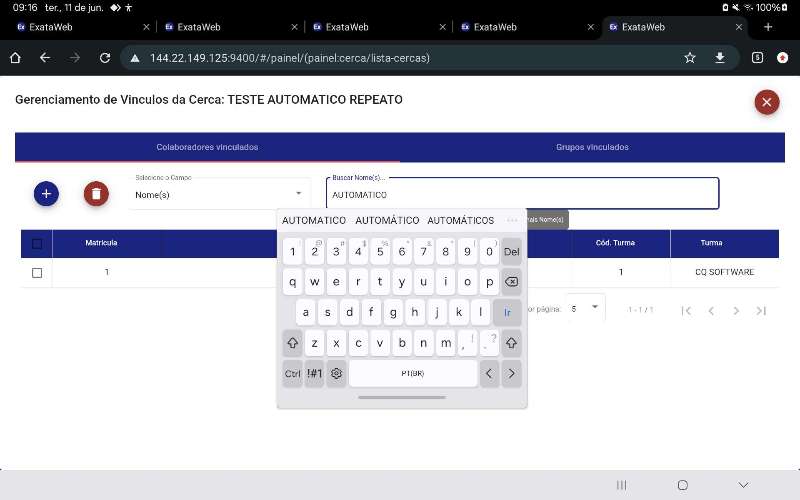 09:16 ter., 11 de jun. 100%
ExataWeb ExataWeb ExataWeb ExataWeb ExataWeb
144.22.149.125:9400/#/painel/(painel:cerca/lista-cercas) 5
Gerenciamento de Vinculos da Cerca: TESTE AUTOMATICO REPEATO
Colaboradores vinculados Grupos vinculados
Selecione o Campo Buscar Nome(s)...
Nome(s) AUTOMATICO
Nome(s)
AUTOMATICO AUTOMÁTICO AUTOMÁTICOS ...
Matrícula Cód. Turma Turma
1 1 CQ SOFTWARE
por página: 5 1 - 1 / 1
1 2 3 4 5 6 7 8 9 0 Del
q w e r t y u i o p
a s d f g h j k l Ir
z x c v b n m , ! . ?
Ctrl !#1 PT(BR)